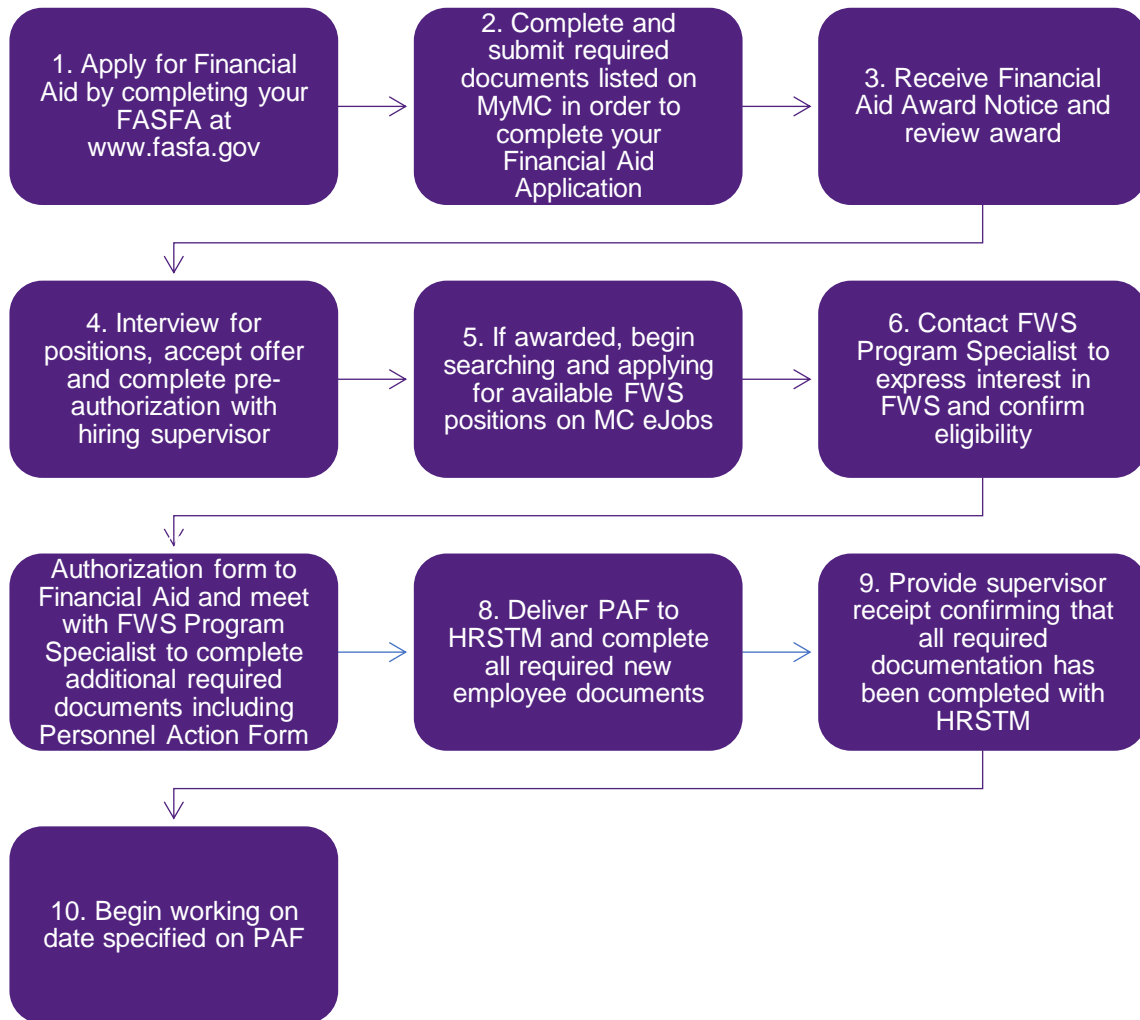 1. Apply for Financial
Aid by completing your
FASFA at
www.fasfa.gov
2. Complete and
submit required
documents listed on
MyMC in order to
complete your
Financial Aid
Application
3. Receive Financial
Aid Award Notice and
review award
4. Interview for
positions, accept offer
and complete pre-
authorization with
hiring supervisor
5. If awarded, begin
searching and applying
for available FWS
positions on MC eJobs
6. Contact FWS
Program Specialist to
express interest in
FWS and confirm
eligibility
Authorization form to
Financial Aid and meet
with FWS Program
Specialist to complete
additional required
documents including
Personnel Action Form
8. Deliver PAF to
HRSTM and complete
all required new
employee documents
9. Provide supervisor
receipt confirming that
all required
documentation has
been completed with
HRSTM
10. Begin working on
date specified on PAF